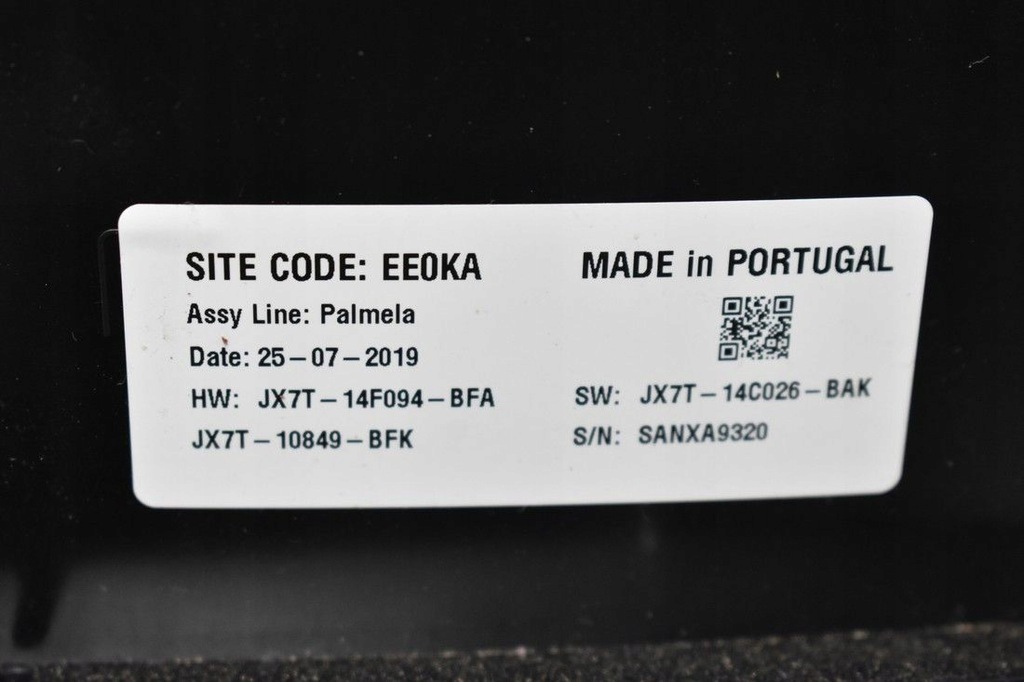 SITE CODE: EE0KA
MADE in PORTUGAL
Assy Line: Palmela
Date: 25-07-2019
HW: JX7T-14F094-BFA
SW: JX7T-14C026-BAK
JX7T-10849-BFK
S/N: SANXA9320